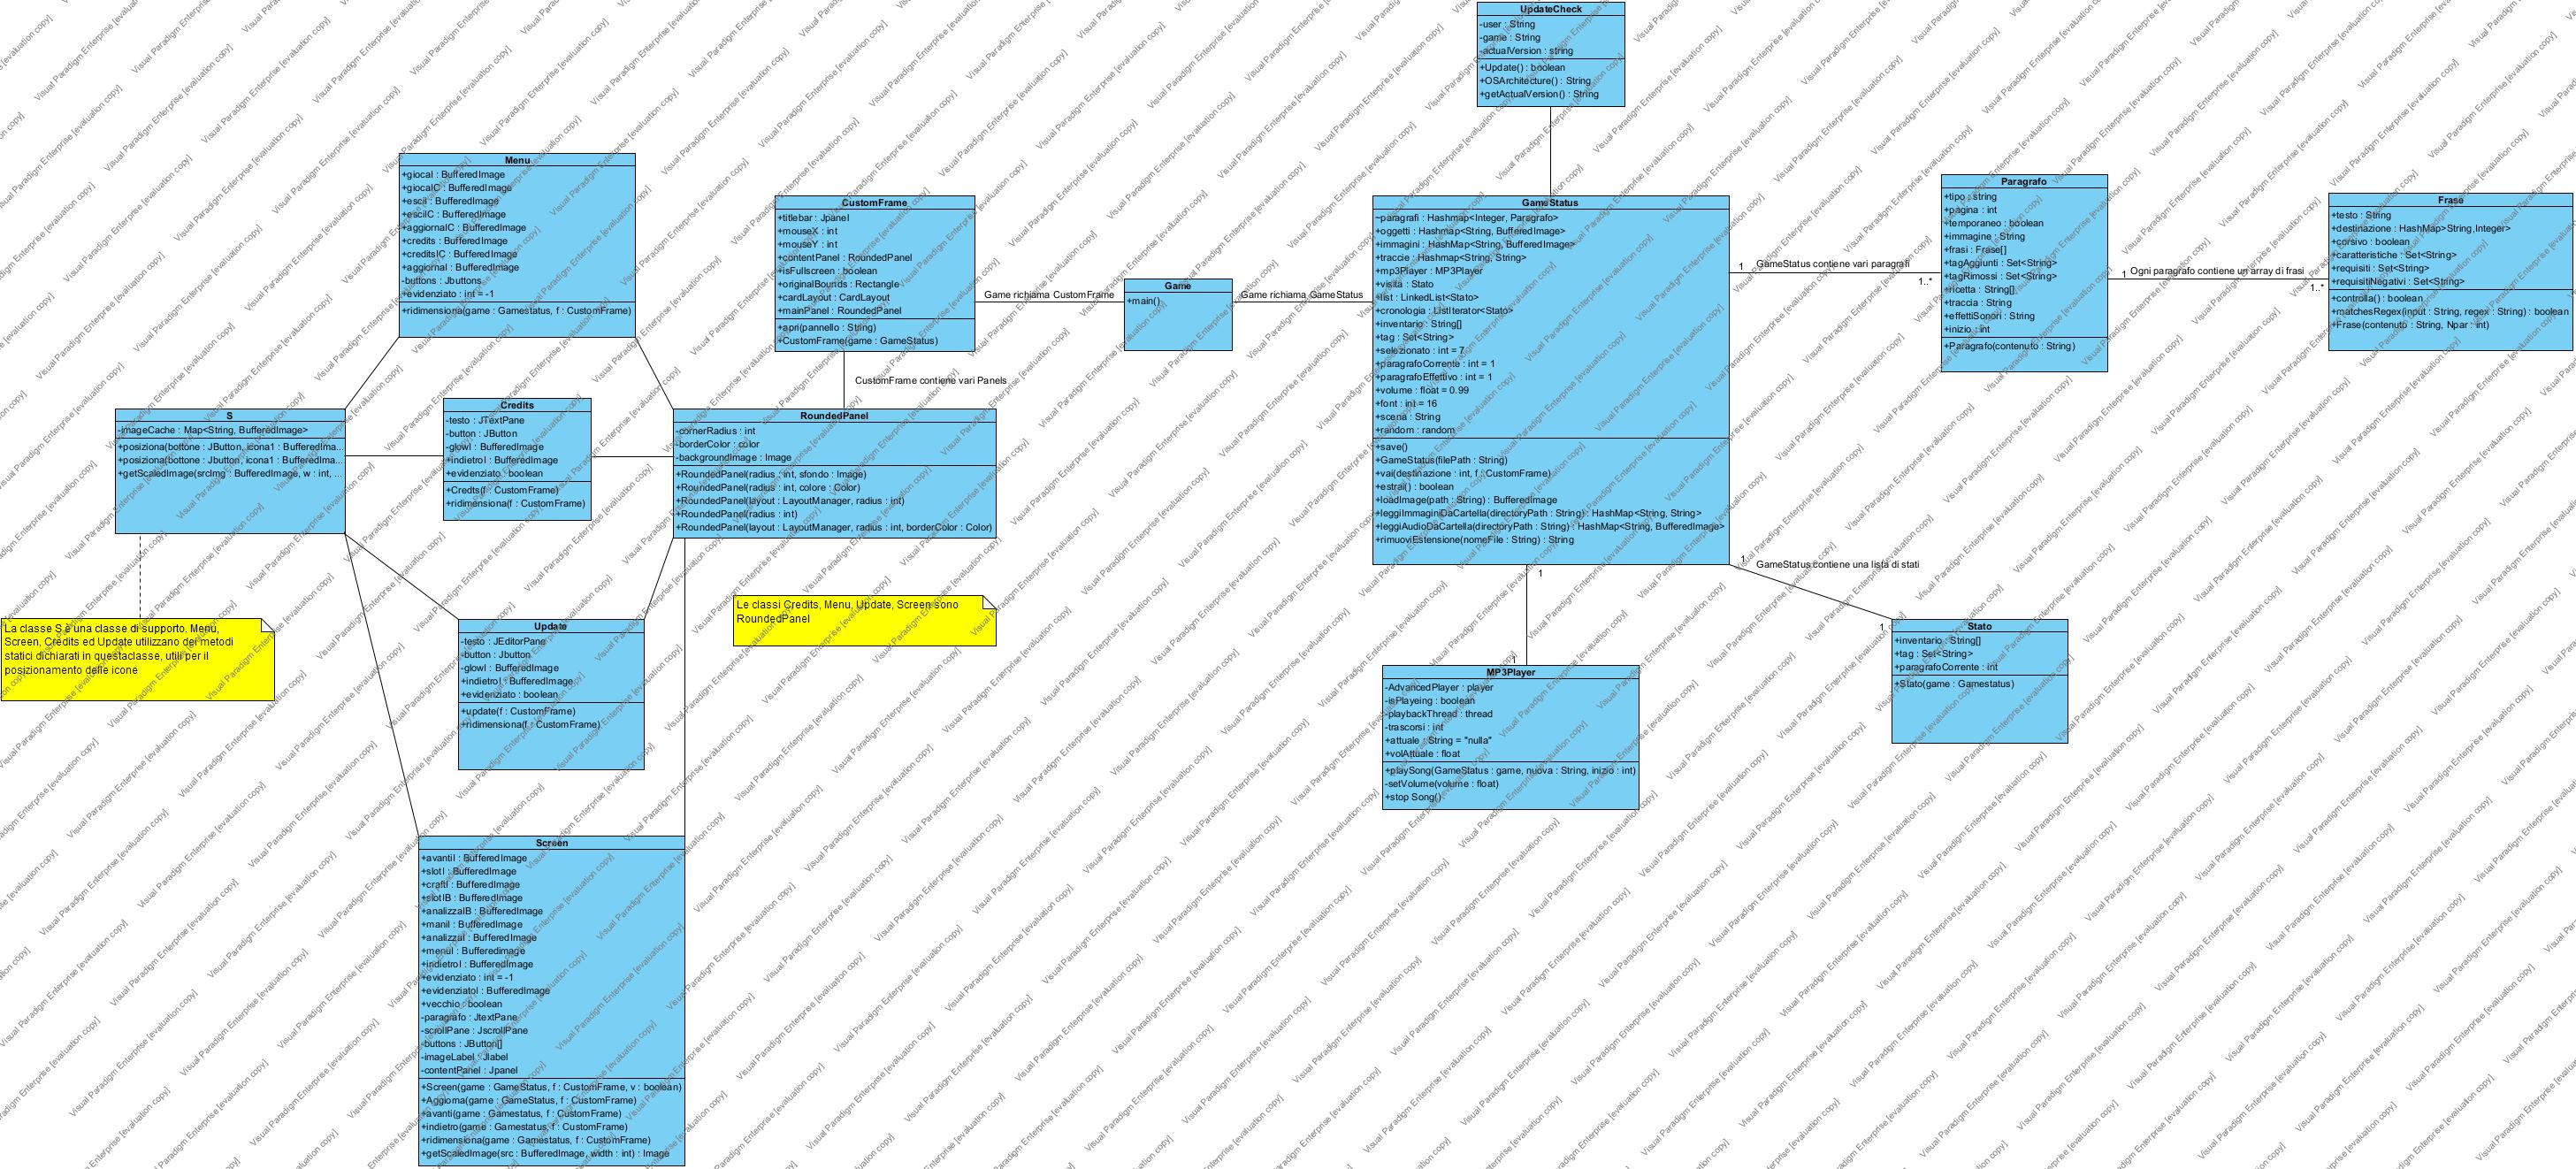 UpdateCheck
-user : String
-game : String
-actualVersion : string
+Update() : boolean
+OSArchitecture() : String
+getActualVersion() : String
Menu
+giocaI : BufferedImage
+giocaIC : BufferedImage
+esciI : BufferedImage
+esciIC : BufferedImage
+aggiornaIC : BufferedImage
+credits : BufferedImage
+creditsIC : BufferedImage
+aggiornaI : BufferedImage
-buttons : Jbuttons
+evidenziato : int = -1
+ridimensiona(game : Gamestatus, f : CustomFrame)
CustomFrame
+titlebar : Jpanel
+mouseX : int
+mouseY : int
+contentPanel : RoundedPanel
+isFullscreen : boolean
+originalBounds : Rectangle
+cardLayout : CardLayout
+mainPanel : RoundedPanel
+apri(pannello : String)
+CustomFrame(game : GameStatus)
Game richiama CustomFrame
Game
+main()
Game richiama GameStatus
GameStatus
~paragrafi : Hashmap<Integer, Paragrafo>
+oggetti : Hashmap<String, BufferedImage>
+immagini : HashMap<String, BufferedImage>
+traccie : Hashmap<String, String>
+mp3Player : MP3Player
+visita : Stato
+list : LinkedList<Stato>
+cronologia : ListIterator<Stato>
+inventario : String[]
+tag : Set<String>
+selezionato : int = 7
+paragrafoCorrente : int = 1
+paragrafoEffettivo : int = 1
+volume : float = 0.99
+font : int = 16
+scena : String
+random : random
+save()
+GameStatus(filePath : String)
+vai(destinazione : int, f : CustomFrame)
+estrai() : boolean
+loadImage(path : String) : BufferedImage
+leggiImmaginiDaCartella(directoryPath : String) : HashMap<String, String>
+leggiAudioDaCartella(directoryPath : String) : HashMap<String, BufferedImage>
+rimuoviEstensione(nomeFile : String) : String
1
GameStatus contiene vari paragrafi
1..*
Paragrafo
+tipo : string
+pagina : int
+temporaneo : boolean
+immagine : String
+frasi : Frase[]
+tagAggiunti : Set<String>
+tagRimossi : Set<String>
+ricetta : String[]
+traccia : String
+effettiSonori : String
+inizio : int
+Paragrafo(contenuto : String)
1
Ogni paragrafo contiene un array di frasi
1..*
Frase
+testo : String
+destinazione : HashMap>String,Integer>
+corsivo : boolean
+caratteristiche : Set<String>
+requisiti : Set<String>
+requisitiNegativi : Set<String>
+controlla() : boolean
+matchesRegex(input : String, regex : String) : boolean
+Frase(contenuto : String, Npar : int)
CustomFrame contiene vari Panels
S
-imageCache : Map<String, BufferedImage>
+posiziona(bottone : JButton, icona1 : BufferedIma...
+posiziona(bottone : Jbutton, icona1 : BufferedIma...
+getScaledImage(srcImg : BufferedImage, w : int, ...
Credits
-testo : JTextPane
-button : JButton
-glowI : BufferedImage
+indietroI : BufferedImage
+evidenziato : boolean
+Credts(f : CustomFrame)
+ridimensiona(f : CustomFrame)
RoundedPanel
-cornerRadius : int
-borderColor : color
-backgroundImage : Image
+RoundedPanel(radius : int, sfondo : Image)
+RoundedPanel(radius : int, colore : Color)
+RoundedPanel(layout : LayoutManager, radius : int)
+RoundedPanel(radius : int)
+RoundedPanel(layout : LayoutManager, radius : int, borderColor : Color)
La classe S è una classe di supporto. Menu,
Screen, Credits ed Update utilizzano dei metodi
statici dichiarati in questaclasse, utili per il
posizionamento delle icone
Le classi Credits, Menu, Update, Screen sono
RoundedPanel
Update
-testo : JEditorPane
-button : Jbutton
-glowI : BufferedImage
+indietroI : BufferedImage
+evidenziato : boolean
+update(f : CustomFrame)
+ridimensiona(f : CustomFrame)
1
GameStatus contiene una lista di stati
1
Stato
+inventario : String[]
+tag : Set<String>
+paragrafoCorrente : int
+Stato(game : Gamestatus)
1
1
MP3Player
-AdvancedPlayer : player
-isPlayeing : boolean
-playbackThread : thread
-trascorsi : int
+attuale : String = "nulla"
+volAttuale : float
+playSong(GameStatus : game, nuova : String, inizio : int)
-setVolume(volume : float)
+stop Song()
Screen
+avantiI : BufferedImage
+slotI : BufferedImage
+craftI : BufferedImage
+slotIB : BufferedImage
+analizzaIB : BufferedImage
+maniI : BufferedImage
+analizzaI : BufferedImage
+menuI : Bufferedimage
+indietroI : BufferedImage
+evidenziato : int = -1
+evidenziatoI : BufferedImage
+vecchio : boolean
-paragrafo : JtextPane
-scrollPane : JscrollPane
-buttons : JButton[]
-imageLabel : Jlabel
-contentPanel : Jpanel
+Screen(game : GameStatus, f : CustomFrame, v : boolean)
+Aggiorna(game : GameStatus, f : CustomFrame)
+avanti(game : Gamestatus, f : CustomFrame)
+indietro(game : Gamestatus, f : CustomFrame)
+ridimensiona(game : Gamestatus, f : CustomFrame)
+getScaledImage(src : BufferedImage, width : int) : Image
Visual Paradigm Enterprise [evaluation copy]